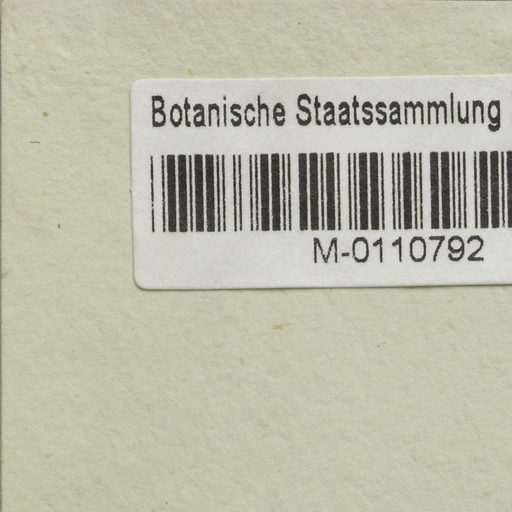 Botanische Staatssammlung
M-0110792